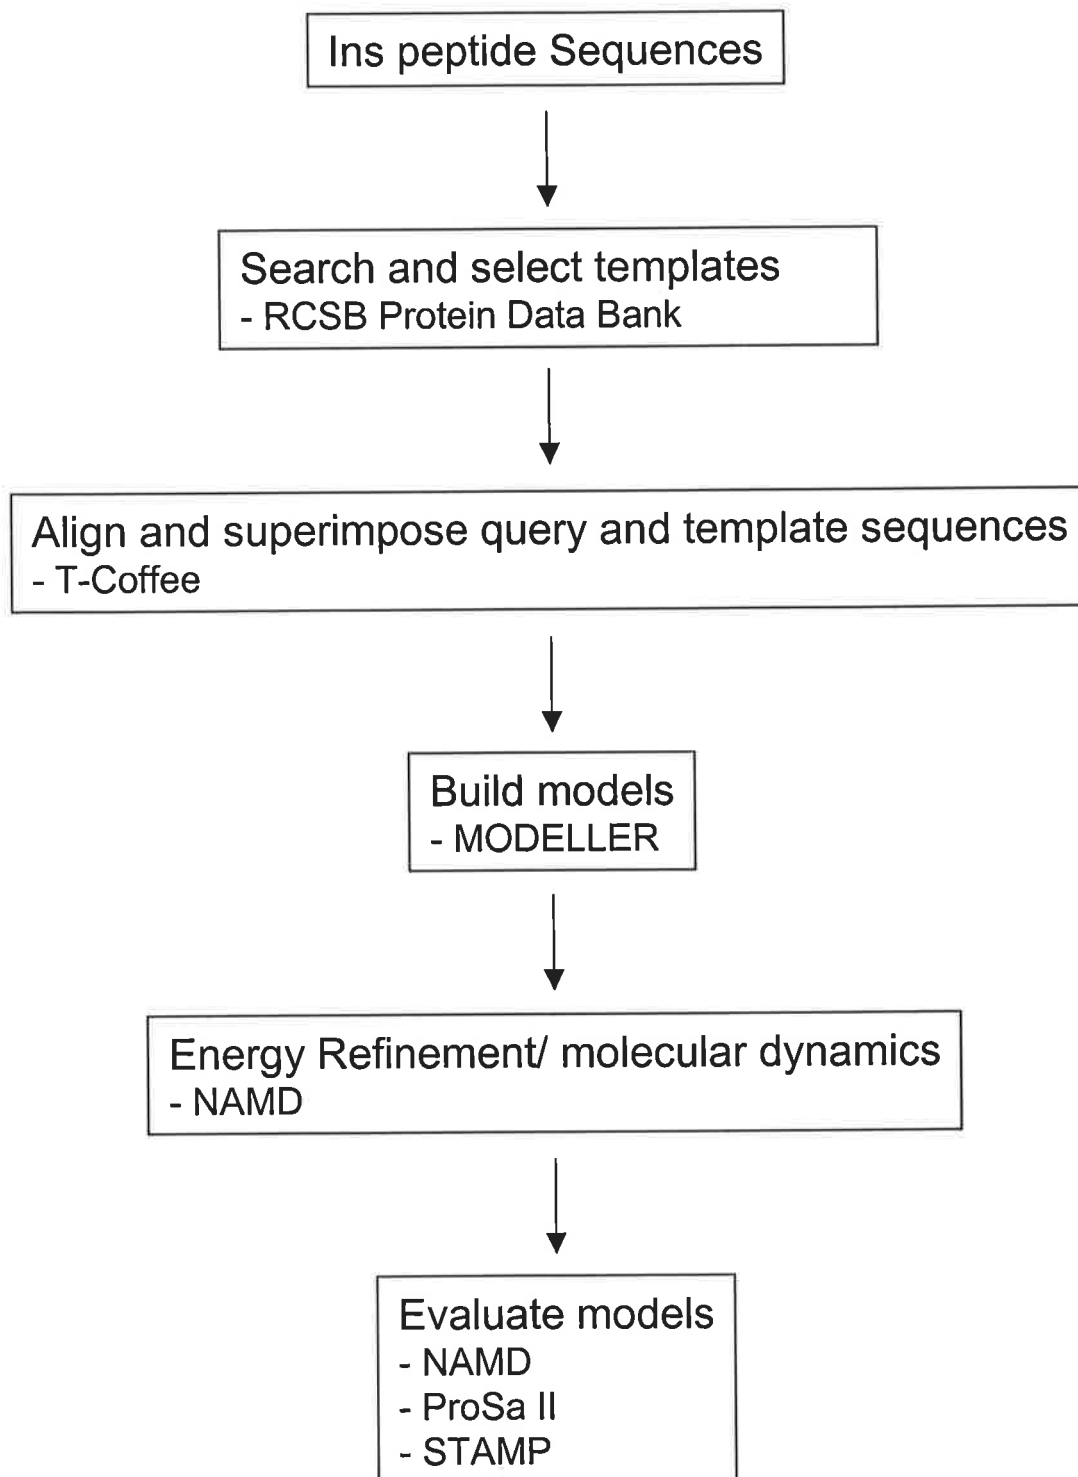 Ins peptide Sequences
Search and select templates
- RCSB Protein Data Bank
Align and superimpose query and template sequences
- T-Coffee
Build models
- MODELLER
Energy Refinement/ molecular dynamics
- NAMD
Evaluate models
- NAMD
- ProSa II
- STAMP